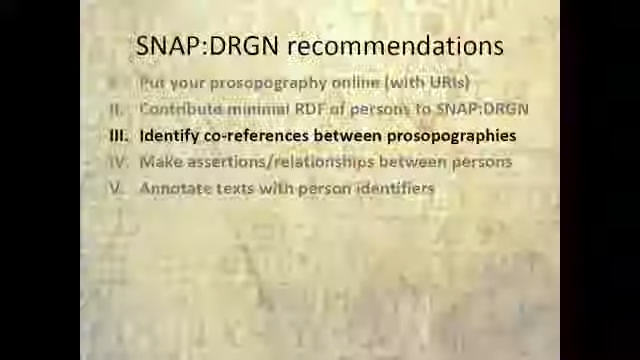 SNAP:DRGN recommendations
I. Put your prosopography online (with URIs)
II. Contribute minimal RDF of persons to SNAP:DRGN
III. Identify co-references between prosopographies
IV. Make assertions/relationships between persons
V. Annotate texts with person identifiers